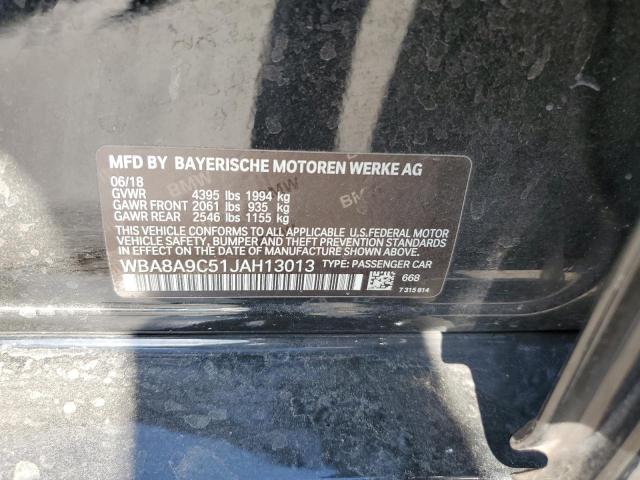 MFD BY BAYERISCHE MOTOREN WERKE AG
06/18
GVWR 4395 lbs 1994 kg
GAWR FRONT 2061 lbs 935 kg
GAWR REAR 2546 lbs 1155 kg
THIS VEHICLE CONFORMS TO ALL APPLICABLE U.S.FEDERAL MOTOR
VEHICLE SAFETY, BUMPER AND THEFT PREVENTION STANDARDS
IN EFFECT ON THE DATE OF MANUFACTURE SHOWN ABOVE.
WBA8A9C51JAH13013 TYPE: PASSENGER CAR
668
7 315 614